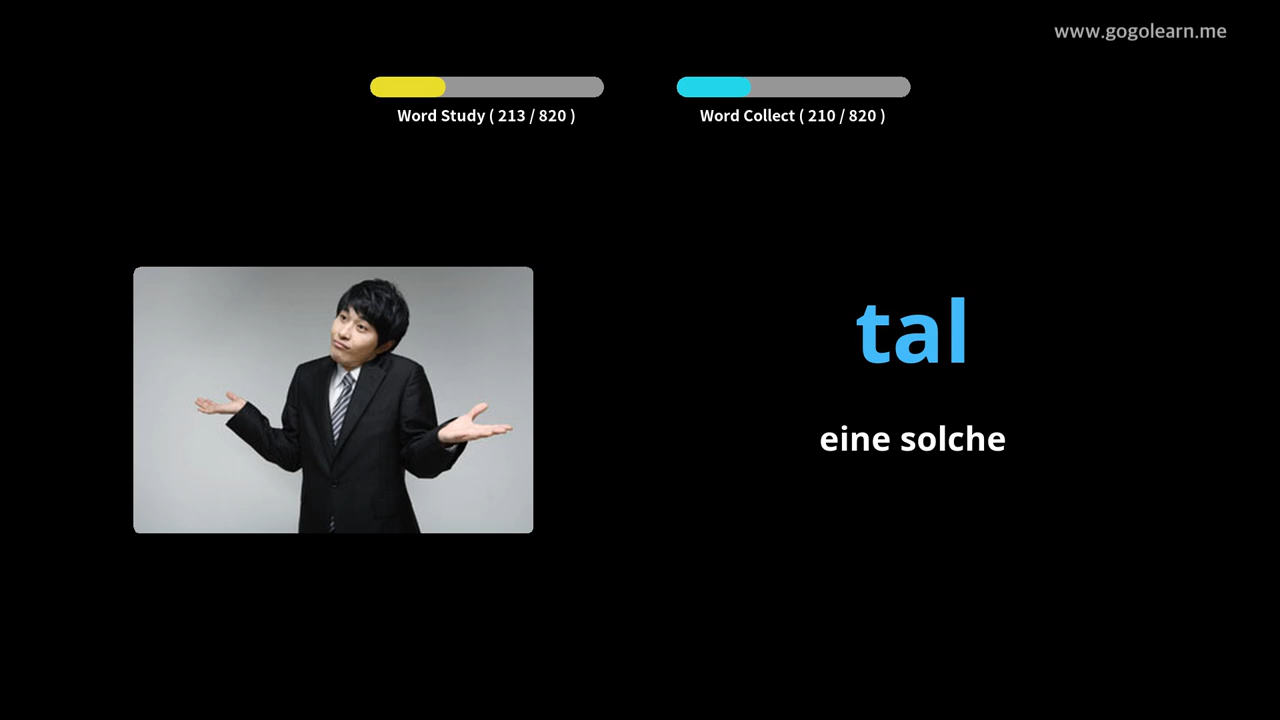 www.gogolearn.me
Word Study ( 213 / 820 )
Word Collect ( 210 / 820 )
tal
eine solche